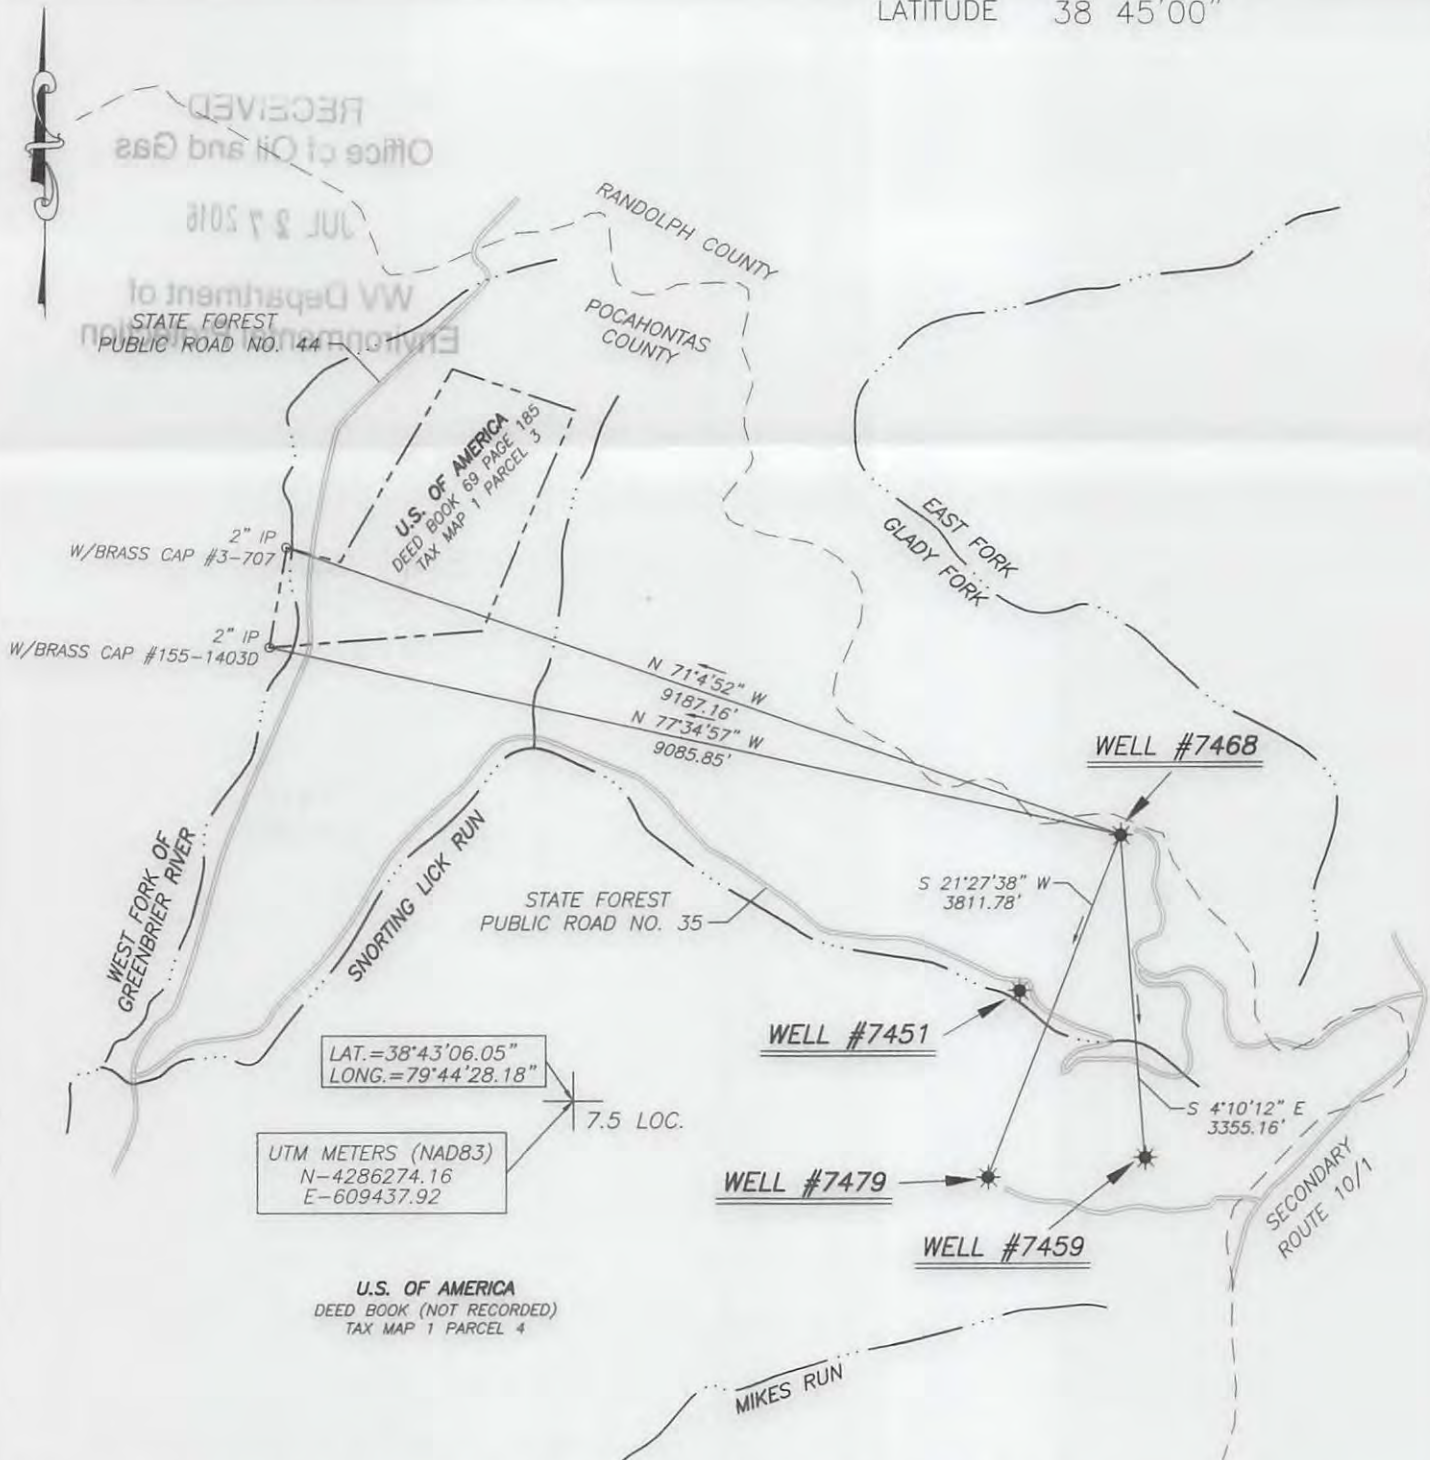 LATITUDE 38 45'00"
RECEIVED
Office of Oil and Gas
JUL 27 2016
WV Department of
Environmental Protection
RANDOLPH COUNTY
POCAHONTAS
COUNTY
STATE FOREST
PUBLIC ROAD NO. 44
U.S. OF AMERICA
DEED BOOK 69 PAGE 185
TAX MAP 1 PARCEL 3
EAST FORK
GLADY FORK
2" IP
W/BRASS CAP #3-707
2" IP
W/BRASS CAP #155-1403D
N 71°4'52" W
9187.16'
N 77°34'57" W
9085.85'
WELL #7468
WEST FORK OF
GREENBRIER RIVER
SNORTING LICK RUN
STATE FOREST
PUBLIC ROAD NO. 35
S 21°27'38" W
3811.78'
WELL #7451
LAT.=38°43'06.05"
LONG.=79°44'28.18"
7.5 LOC.
UTM METERS (NAD83)
N-4286274.16
E-609437.92
S 4°10'12" E
3355.16'
WELL #7479
WELL #7459
SECONDARY
ROUTE 10/1
U.S. OF AMERICA
DEED BOOK (NOT RECORDED)
TAX MAP 1 PARCEL 4
MIKES RUN